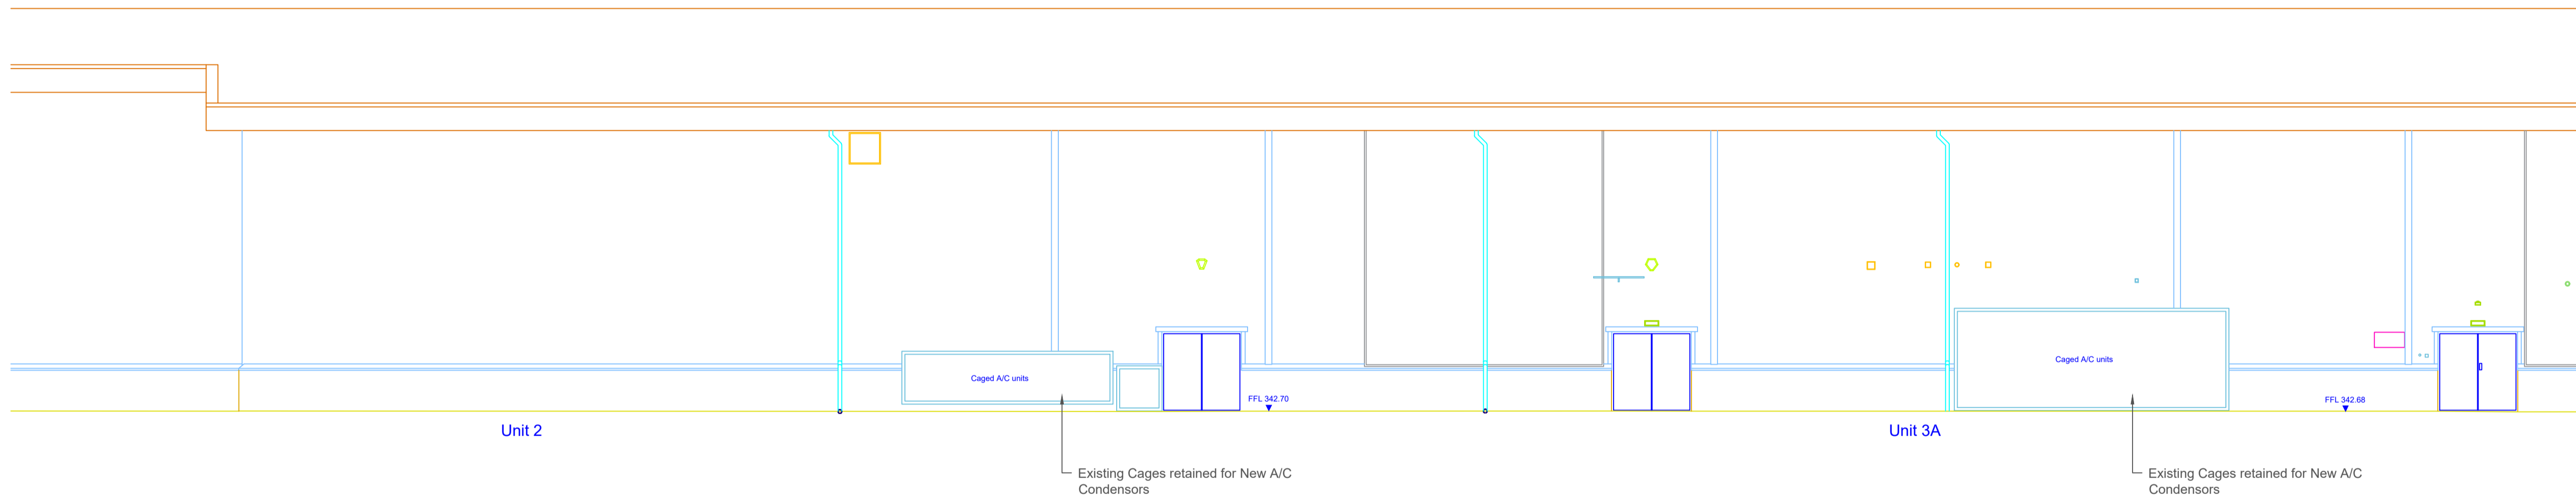 Caged A/C units
Caged A/C units
FFL 342.70
FFL 342.68
Unit 2
Unit 3A
Existing Cages retained for New A/C
Condensors
Existing Cages retained for New A/C
Condensors